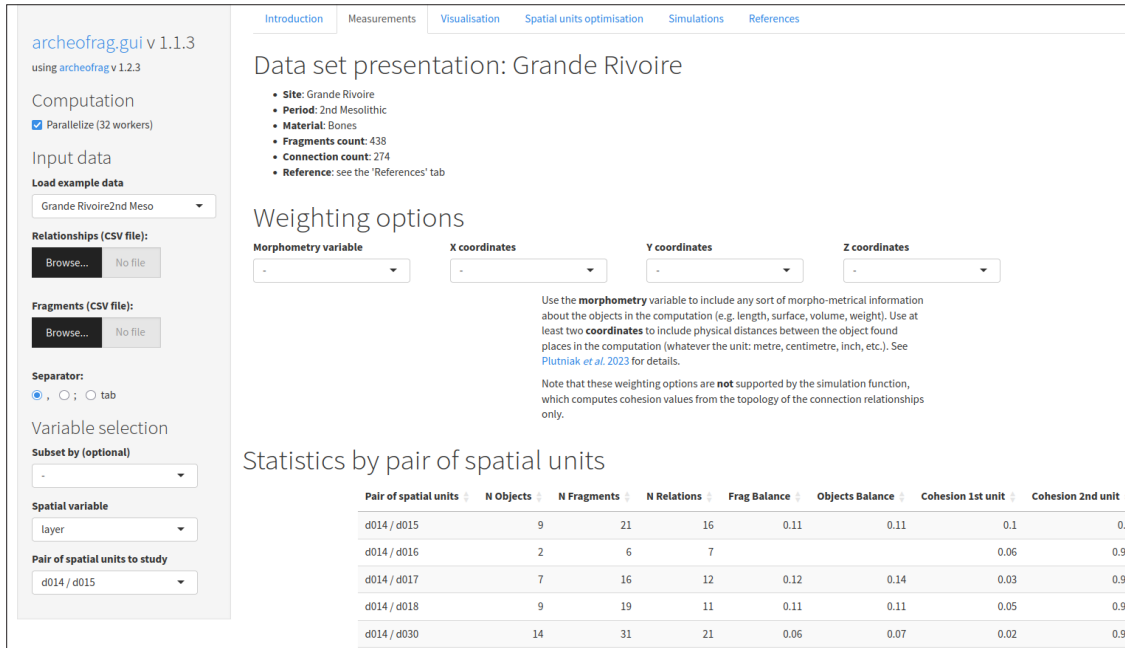 archeofrag.gui v 1.1.3
using archeofrag v 1.2.3
Computation
Parallelize (32 workers)
Input data
Load example data
Grande Rivoire2nd Meso
Relationships (CSV file):
Browse... No file
Fragments (CSV file):
Browse... No file
Separator:
, ; tab
Variable selection
Subset by (optional)
-
Spatial variable
layer
Pair of spatial units to study
d014 / d015
Introduction Measurements Visualisation Spatial units optimisation Simulations References
Data set presentation: Grande Rivoire
• Site: Grande Rivoire
• Period: 2nd Mesolithic
• Material: Bones
• Fragments count: 438
• Connection count: 274
• Reference: see the 'References' tab
Weighting options
Morphometry variable X coordinates Y coordinates Z coordinates
- - - -
Use the morphometry variable to include any sort of morpho-metrical information
about the objects in the computation (e.g. length, surface, volume, weight). Use at
least two coordinates to include physical distances between the object found
places in the computation (whatever the unit: metre, centimetre, inch, etc.). See
Plutniak et al. 2023 for details.
Note that these weighting options are not supported by the simulation function,
which computes cohesion values from the topology of the connection relationships
only.
Statistics by pair of spatial units
Pair of spatial units N Objects N Fragments N Relations Frag Balance Objects Balance Cohesion 1st unit Cohesion 2nd unit
d014 / d015 9 21 16 0.11 0.11 0.1 0.
d014 / d016 2 6 7 0.06 0.9
d014 / d017 7 16 12 0.12 0.14 0.03 0.9
d014 / d018 9 19 11 0.11 0.11 0.05 0.9
d014 / d030 14 31 21 0.06 0.07 0.02 0.9